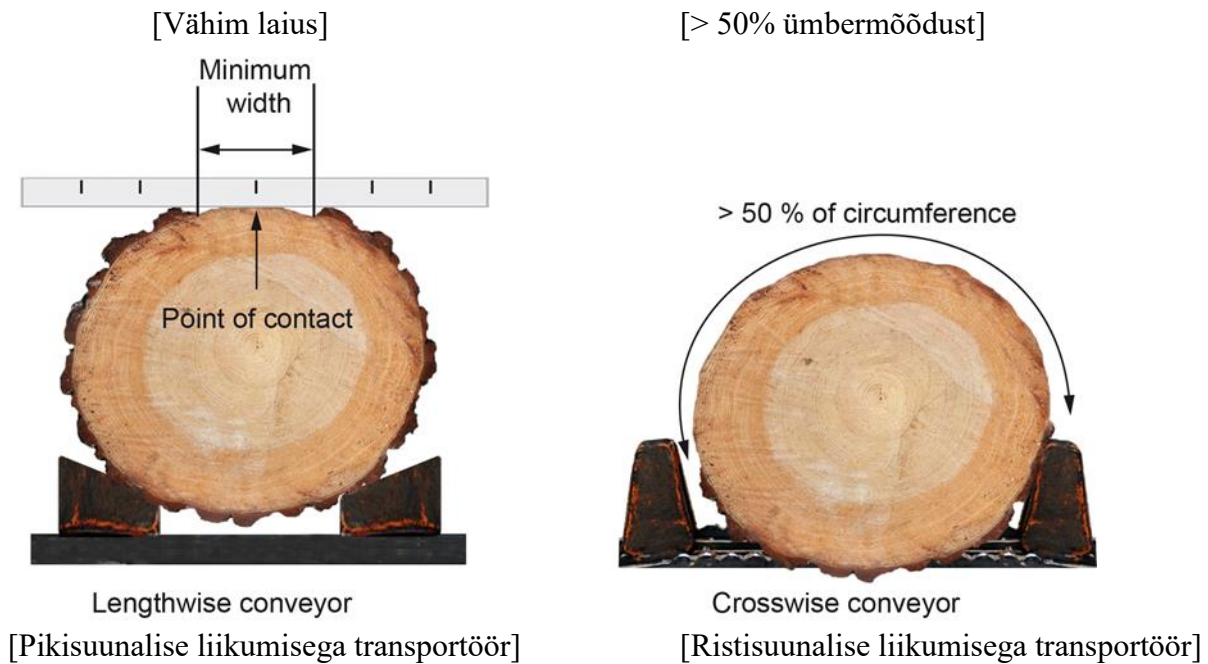 [Vähim laius]
[> 50% ümbermõõdust]
Minimum
width
Point of contact
> 50 % of circumference
Lengthwise conveyor
Crosswise conveyor
[Pikisuunalise liikumisega transportöör]
[Ristisuunalise liikumisega transportöör]